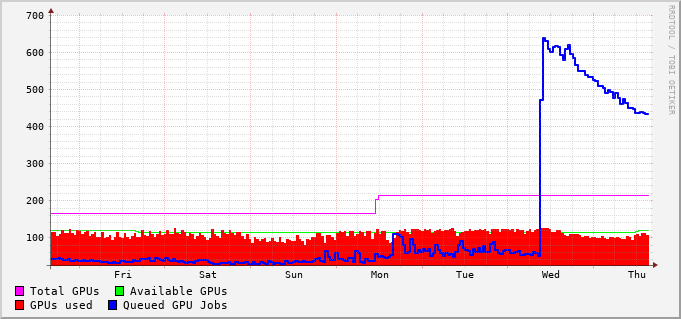 700
600
500
400
300
200
100
Fri Sat Sun Mon Tue Wed Thu
Total GPUs Available GPUs
GPUs used Queued GPU Jobs
RRDTOOL / TOBI OETIKER